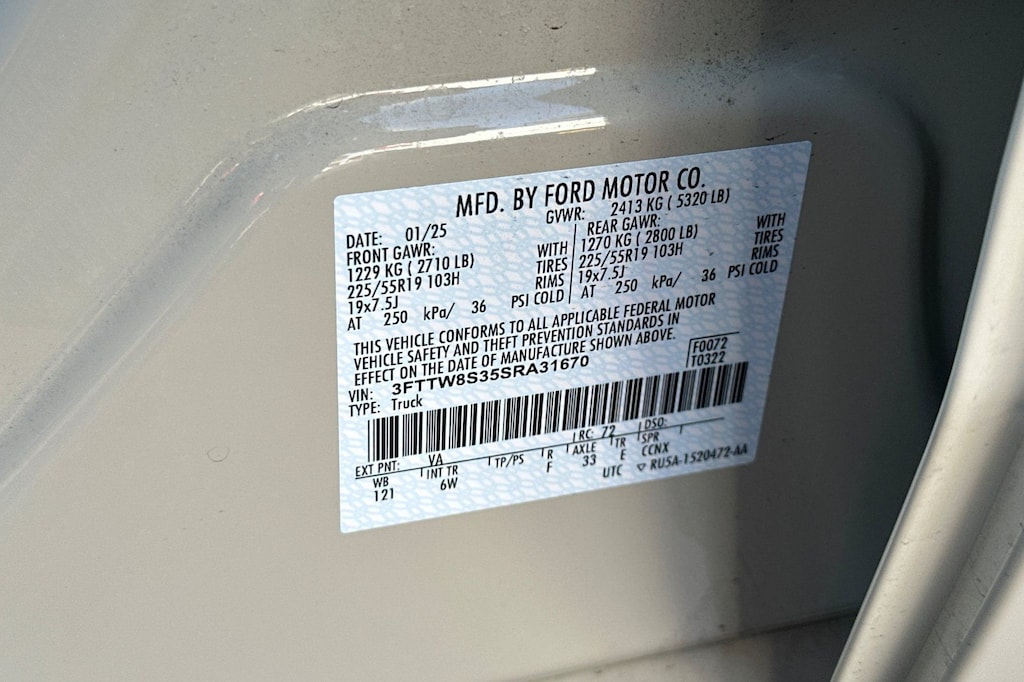 MFD. BY FORD MOTOR CO.
DATE: 01/25 GVWR: 2413 KG ( 5320 LB)
FRONT GAWR: REAR GAWR:
1229 KG ( 2710 LB) WITH 1270 KG ( 2800 LB) WITH
225/55R19 103H TIRES 225/55R19 103H TIRES
19x7.5J RIMS 19x7.5J RIMS
AT 250 kPa/ 36 PSI COLD AT 250 kPa/ 36 PSI COLD
THIS VEHICLE CONFORMS TO ALL APPLICABLE FEDERAL MOTOR
VEHICLE SAFETY AND THEFT PREVENTION STANDARDS IN
EFFECT ON THE DATE OF MANUFACTURE SHOWN ABOVE.
VIN: 3FTTW8S35SRA31670 F0072
TYPE: Truck T0322
EXT PNT: VA RC: 72 DSO:
WB INT TR TP/PS R AXLE TR SPR
121 6W F 33 E CCNX
UTC ▽ RU5A-1520472-AA